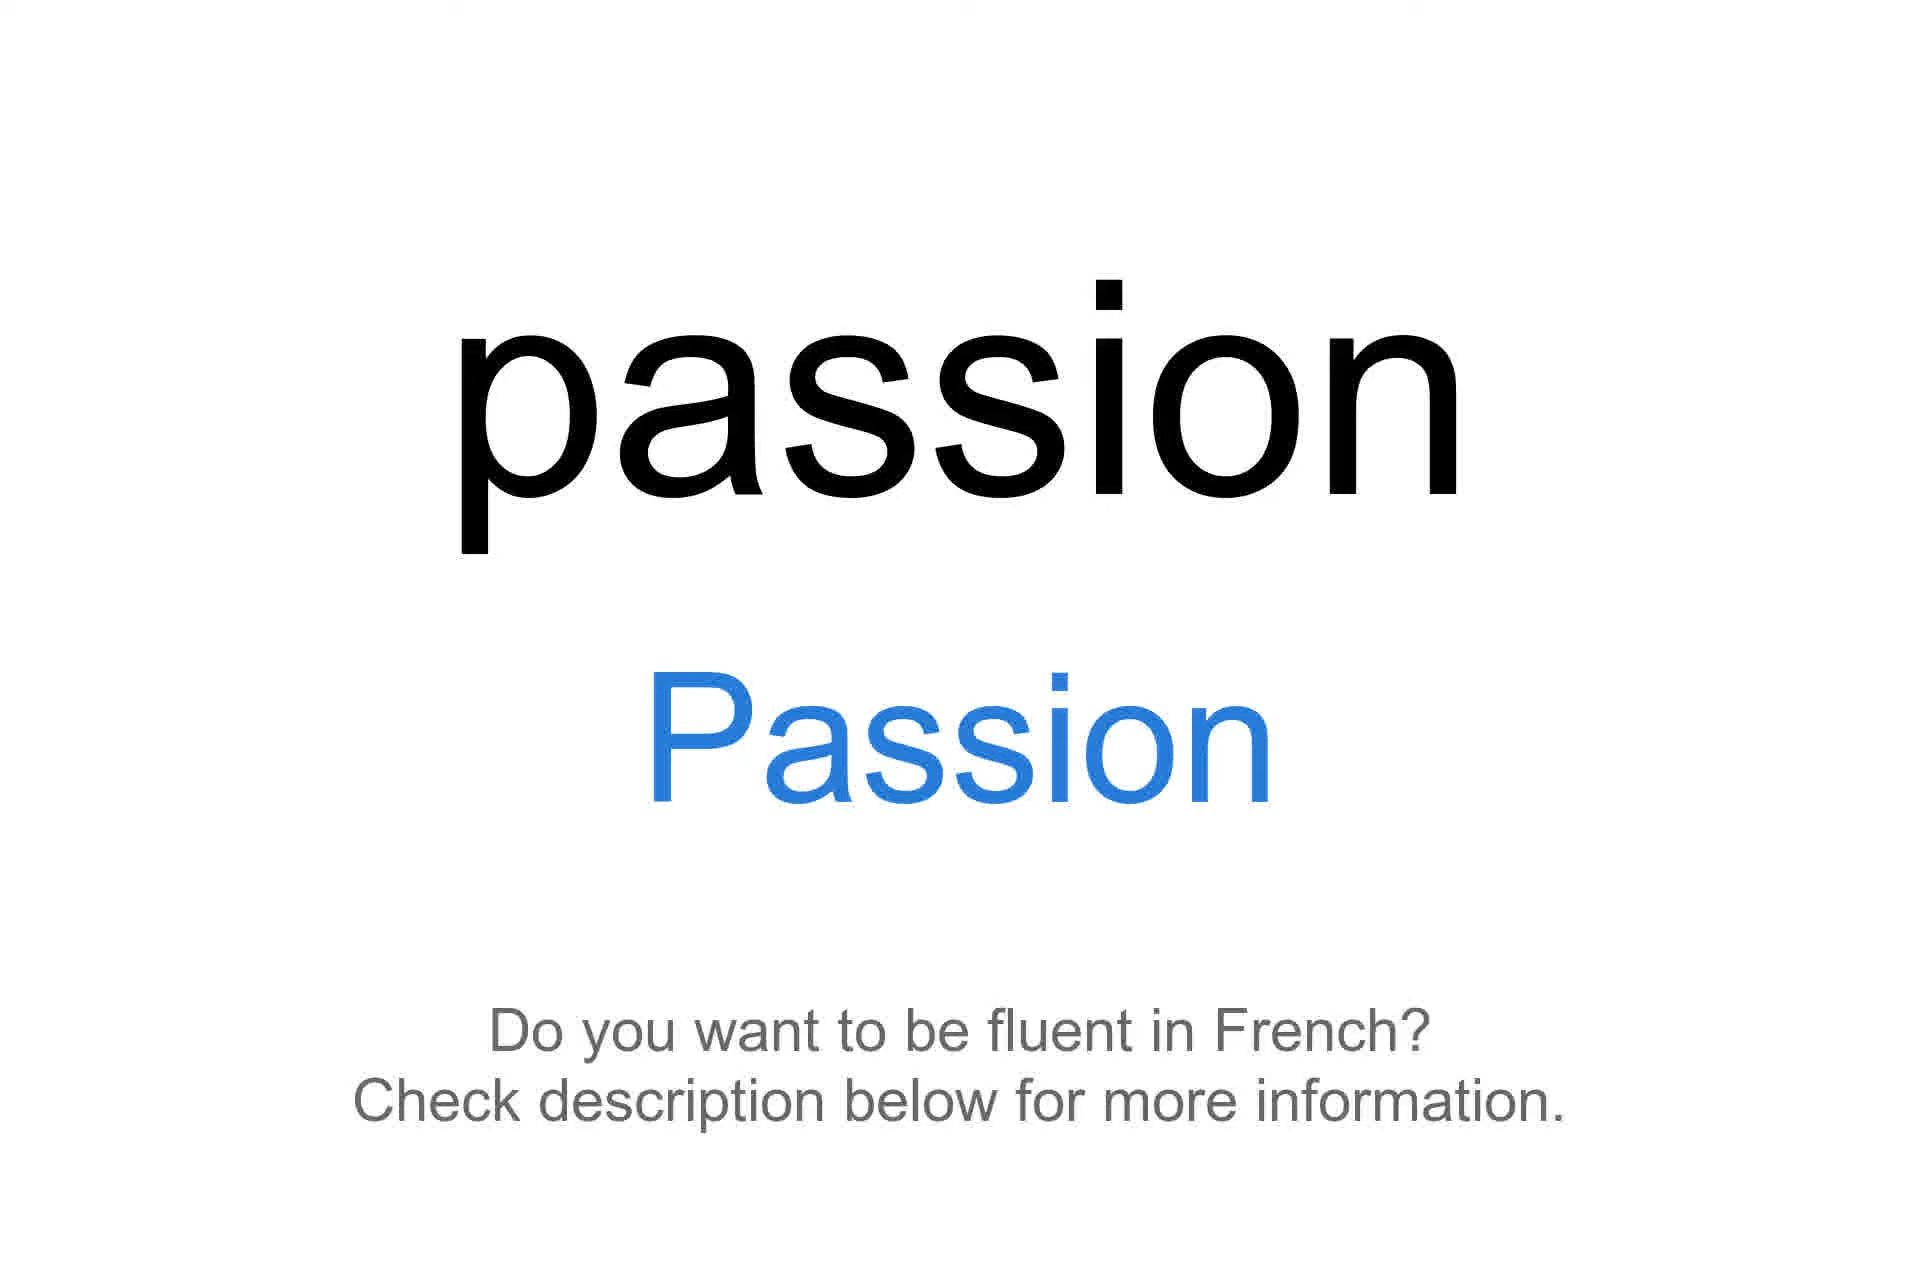 passion
Passion
Do you want to be fluent in French?
Check description below for more information.